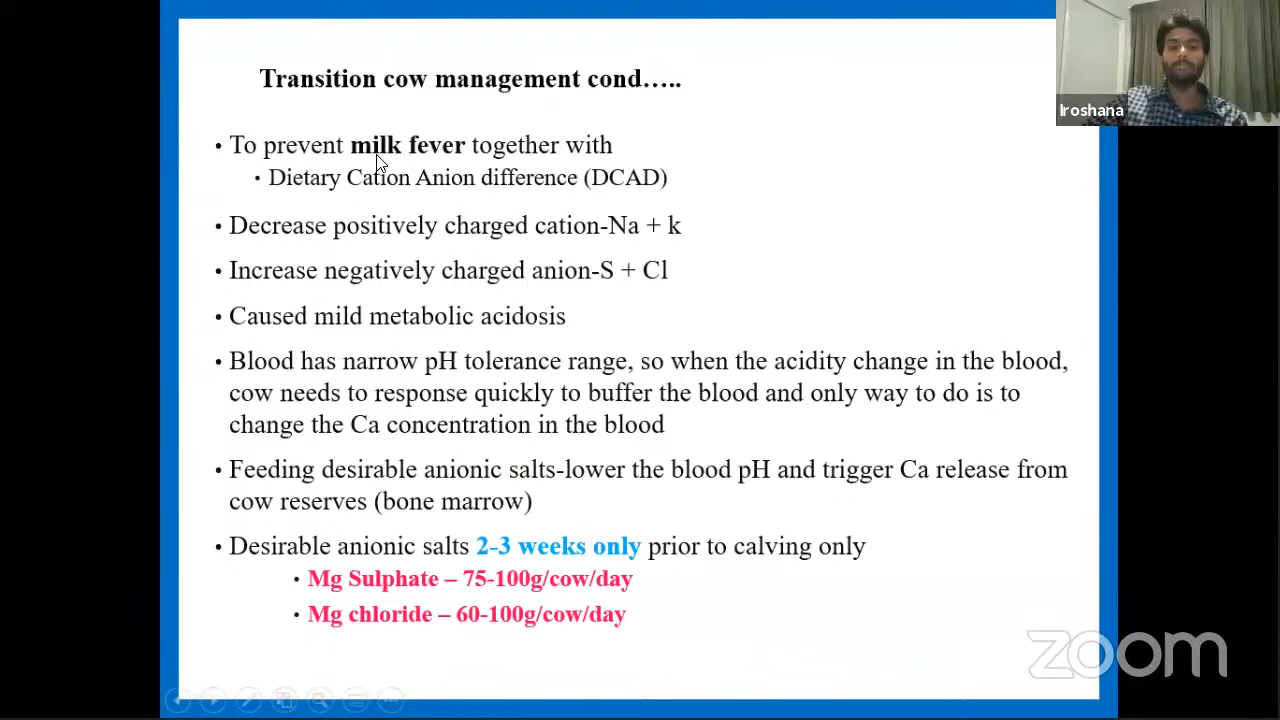 Transition cow management cond…..
• To prevent milk fever together with
• Dietary Cation Anion difference (DCAD)
• Decrease positively charged cation-Na + k
• Increase negatively charged anion-S + Cl
• Caused mild metabolic acidosis
• Blood has narrow pH tolerance range, so when the acidity change in the blood,
cow needs to response quickly to buffer the blood and only way to do is to
change the Ca concentration in the blood
• Feeding desirable anionic salts-lower the blood pH and trigger Ca release from
cow reserves (bone marrow)
• Desirable anionic salts 2-3 weeks only prior to calving only
• Mg Sulphate – 75-100g/cow/day
• Mg chloride – 60-100g/cow/day
Iroshana
zoom